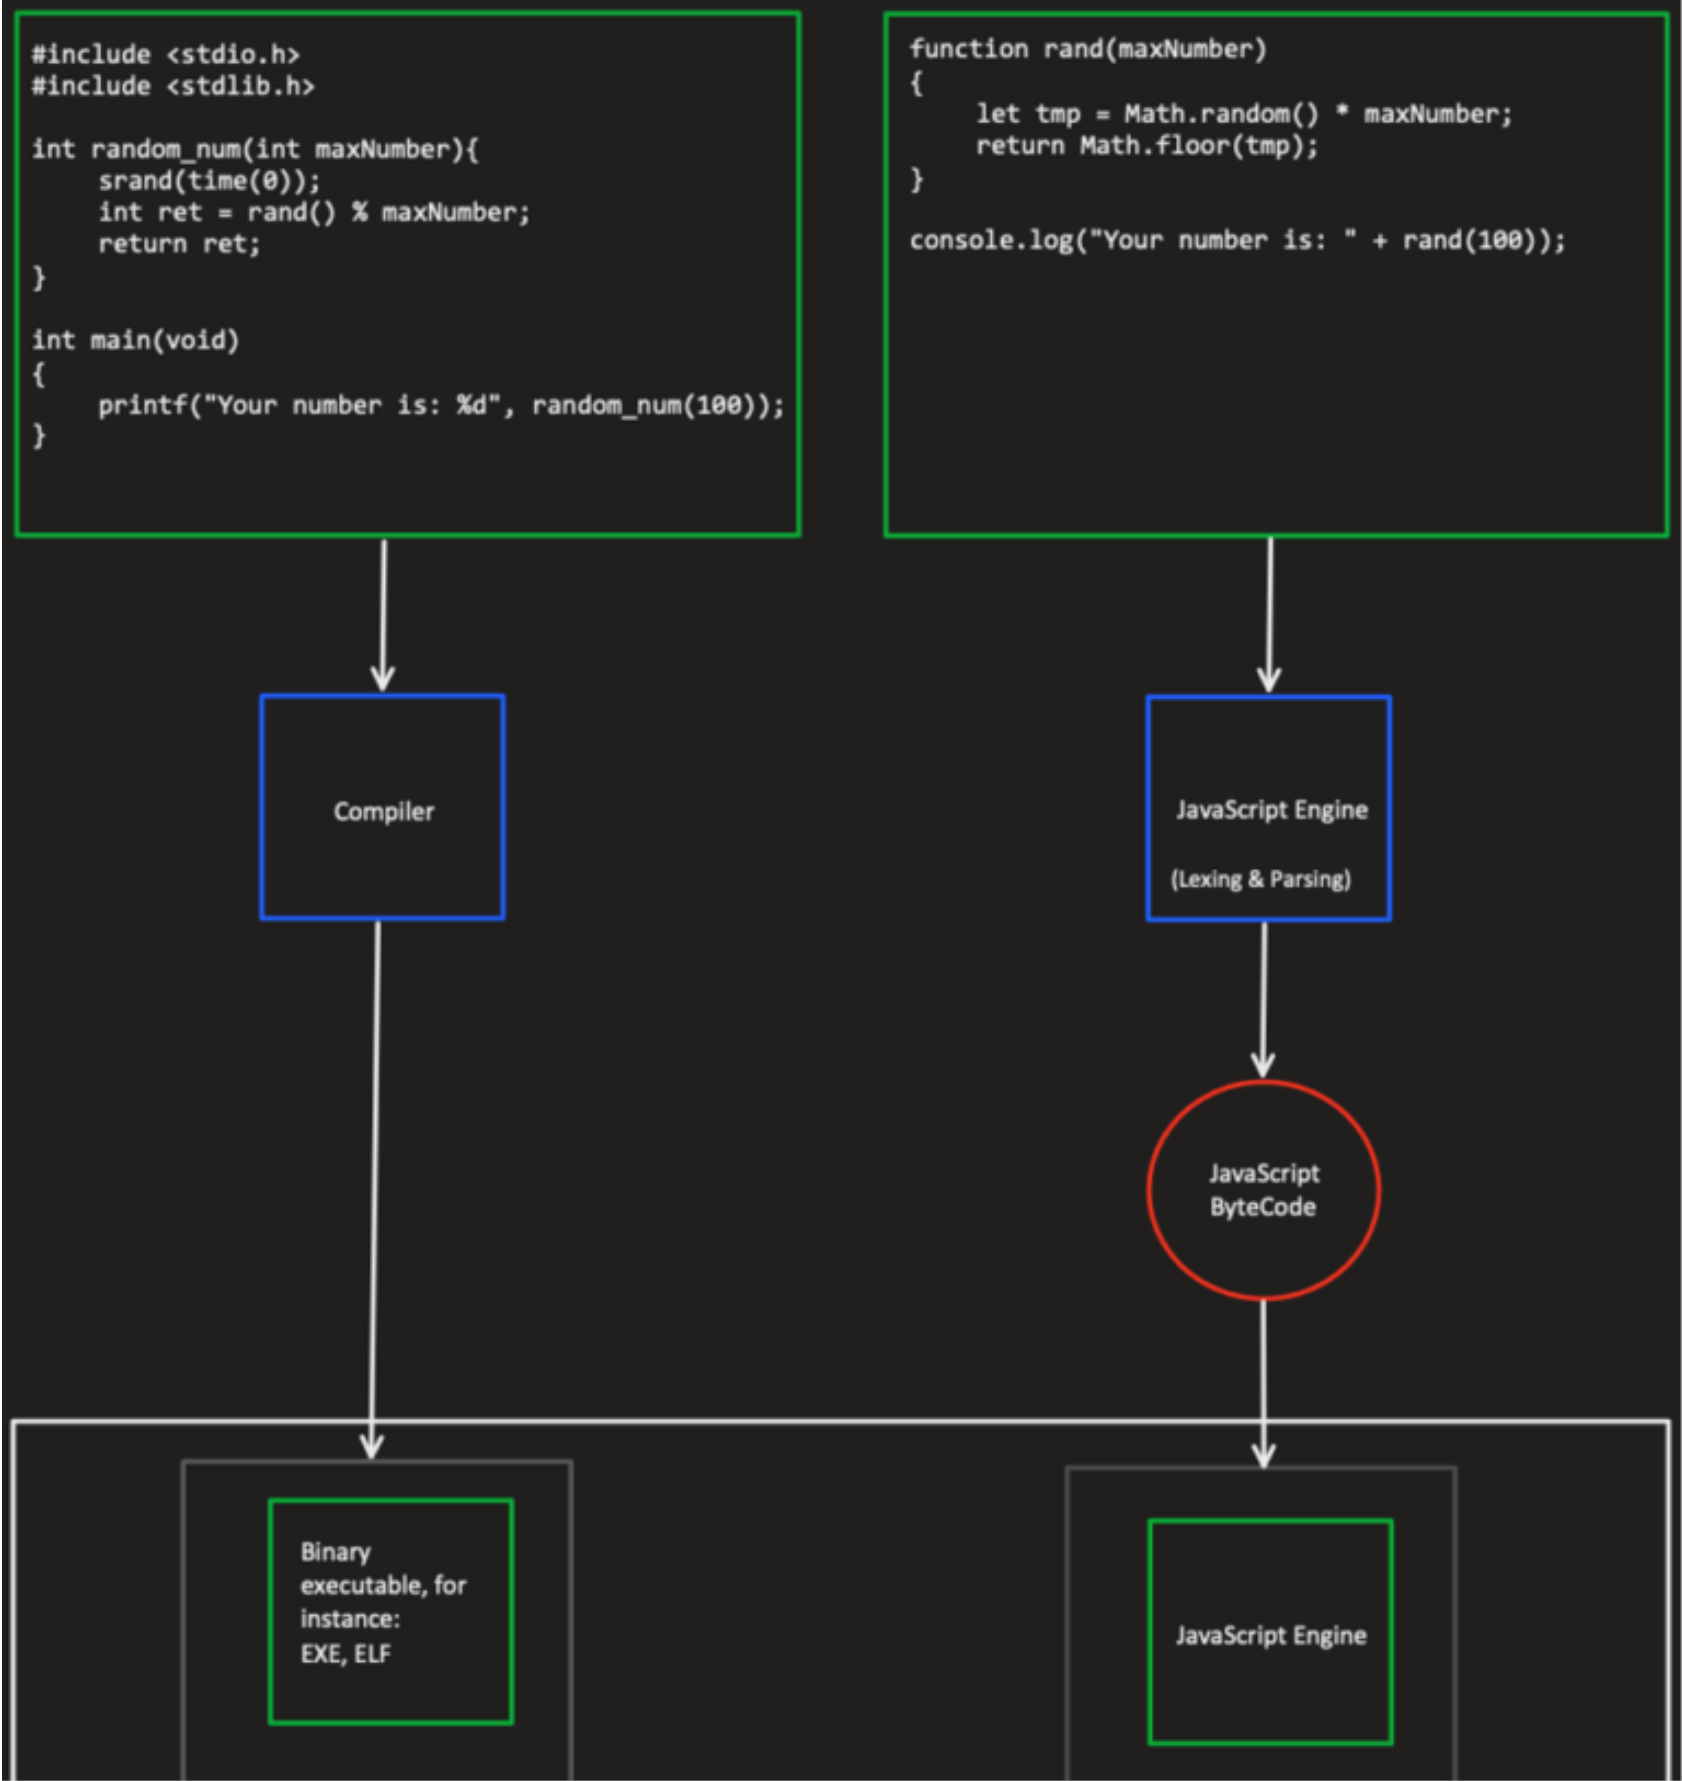 #include <stdio.h>
#include <stdlib.h>
int random_num(int maxNumber){
srand(time(0));
int ret = rand() % maxNumber;
return ret;
}
int main(void)
{
printf("Your number is: %d", random_num(100));
}
function rand(maxNumber)
{
let tmp = Math.random() * maxNumber;
return Math.floor(tmp);
}
console.log("Your number is: " + rand(100));
Compiler
JavaScript Engine
(Lexing & Parsing)
JavaScript
ByteCode
Binary
executable, for
instance:
EXE, ELF
JavaScript Engine